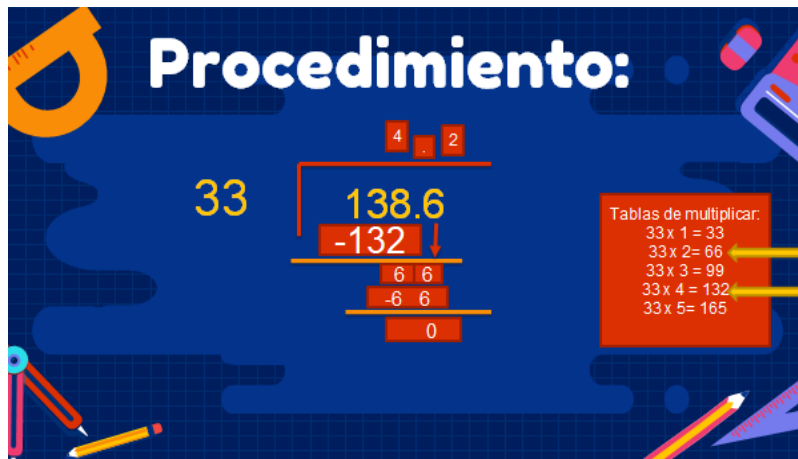 Procedimiento:
4 . 2
33 138.6
-132
6 6
-6 6
0
Tablas de multiplicar:
33 x 1 = 33
33 x 2= 66
33 x 3 = 99
33 x 4 = 132
33 x 5= 165